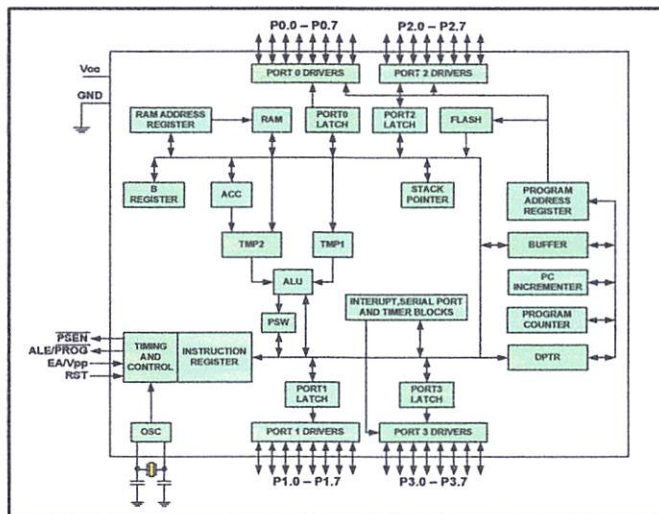 P0.0 – P0.7
P2.0 – P2.7
Vcc
PORT 0 DRIVERS
PORT 2 DRIVERS
GND
RAM ADDRESS
REGISTER
RAM
PORT0
LATCH
PORT2
LATCH
FLASH
B
REGISTER
ACC
STACK
POINTER
PROGRAM
ADDRESS
REGISTER
TMP2
TMP1
BUFFER
ALU
PC
INCREMENTER
INTERUPT,SERIAL PORT
AND TIMER BLOCKS
PSW
PROGRAM
COUNTER
PSEN
ALE/PROG
EA/Vpp
RST
TIMING
AND
CONTROL
INSTRUCTION
REGISTER
DPTR
PORT1
LATCH
PORT3
LATCH
OSC
PORT 1 DRIVERS
PORT 3 DRIVERS
P1.0 – P1.7
P3.0 – P3.7